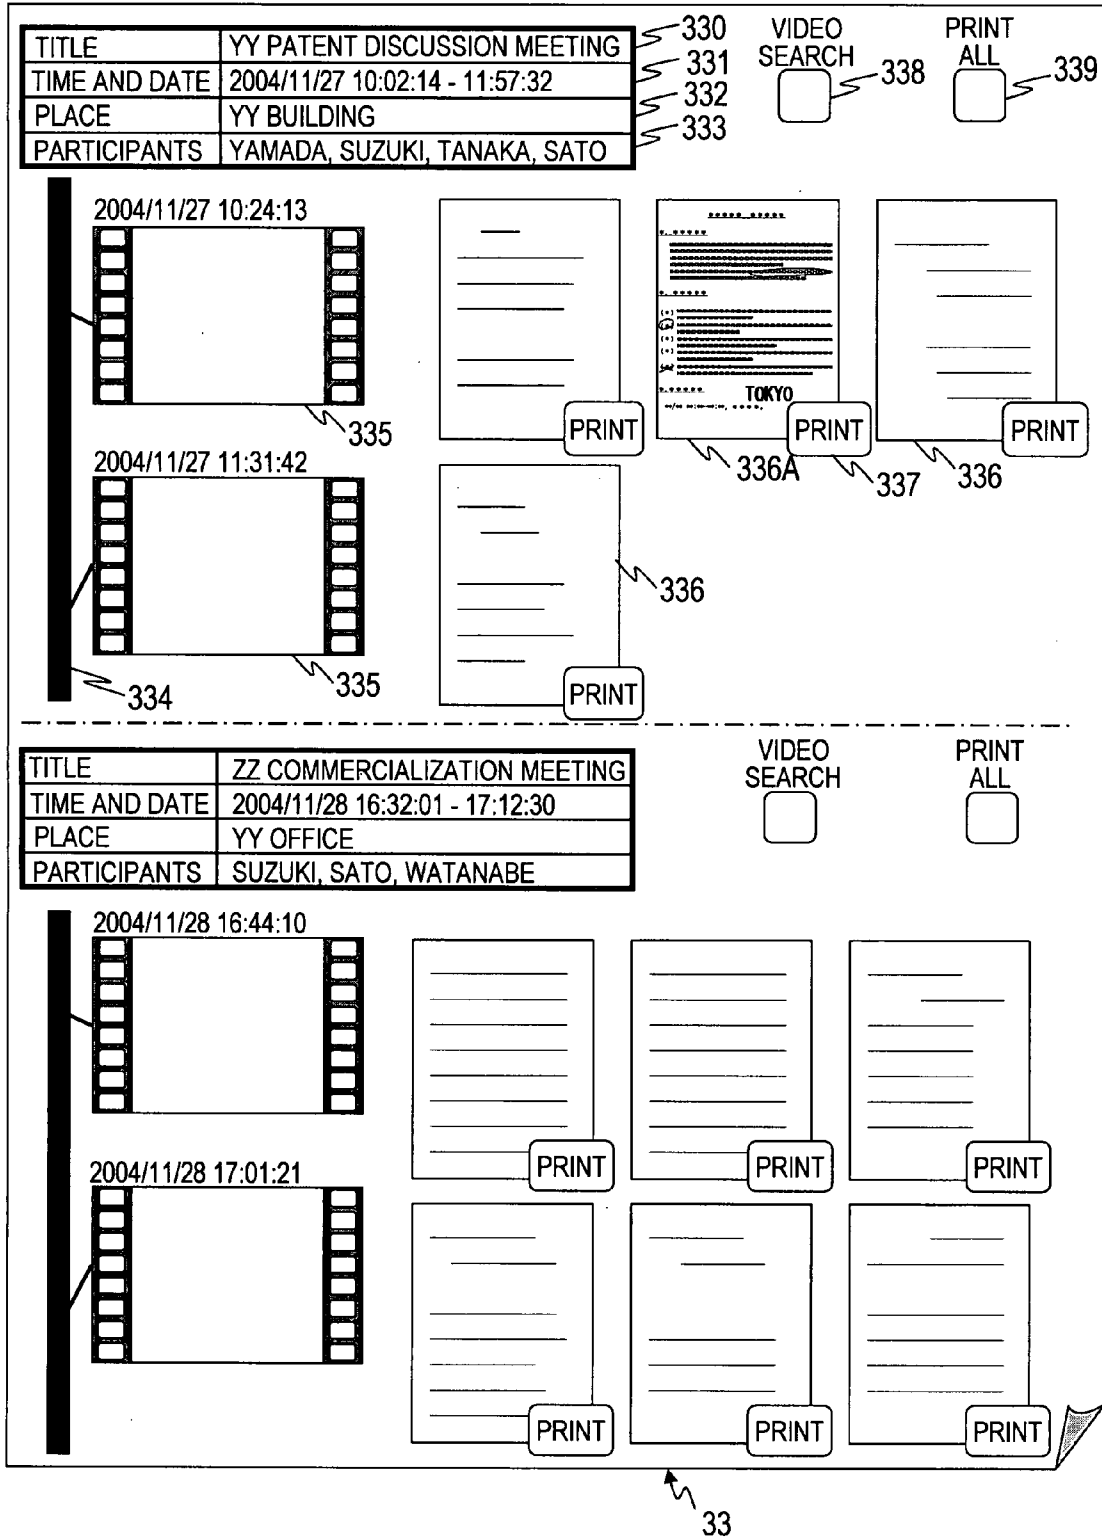 TITLE YY PATENT DISCUSSION MEETING 330
TIME AND DATE 2004/11/27 10:02:14 - 11:57:32 331
PLACE YY BUILDING 332
PARTICIPANTS YAMADA, SUZUKI, TANAKA, SATO 333
VIDEO SEARCH 338
PRINT ALL 339
2004/11/27 10:24:13
335
TOKYO
PRINT
PRINT
PRINT
336A
337
336
2004/11/27 11:31:42
336
PRINT
334
335
TITLE ZZ COMMERCIALIZATION MEETING
TIME AND DATE 2004/11/28 16:32:01 - 17:12:30
PLACE YY OFFICE
PARTICIPANTS SUZUKI, SATO, WATANABE
VIDEO SEARCH
PRINT ALL
2004/11/28 16:44:10
PRINT
PRINT
PRINT
2004/11/28 17:01:21
PRINT
PRINT
PRINT
33